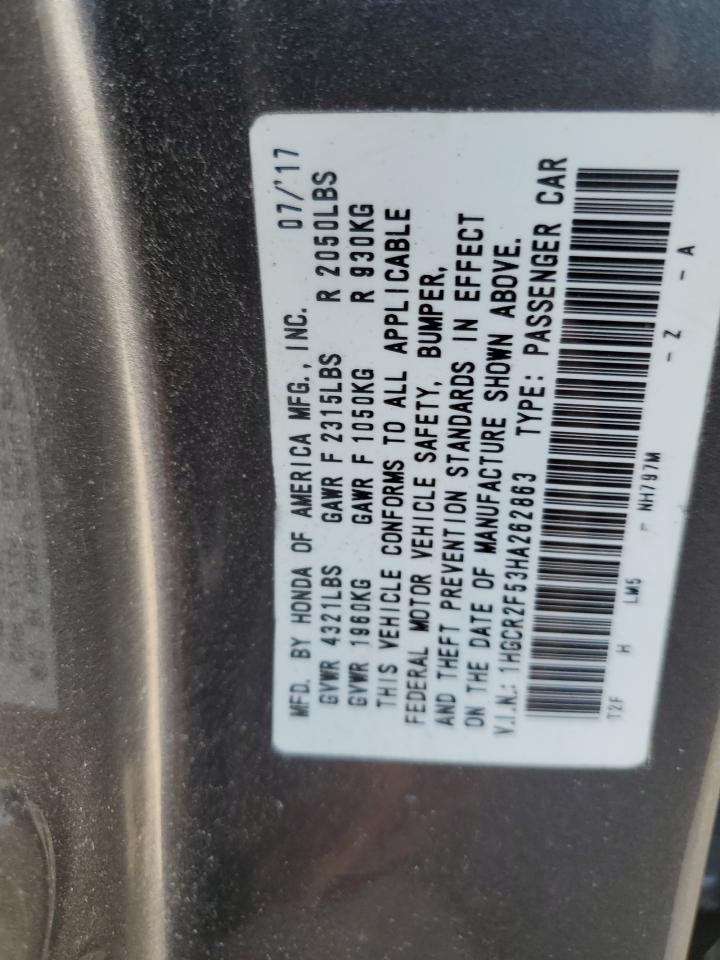 MFD. BY HONDA OF AMERICA MFG., INC. 07/'17
GVWR 4321LBS GAWR F 2315LBS R 2050LBS
GVWR 1960KG GAWR F 1050KG R 930KG
THIS VEHICLE CONFORMS TO ALL APPLICABLE
FEDERAL MOTOR VEHICLE SAFETY, BUMPER,
AND THEFT PREVENTION STANDARDS IN EFFECT
ON THE DATE OF MANUFACTURE SHOWN ABOVE.
V.I.N.: 1HGCR2F53HA262863 TYPE: PASSENGER CAR
T2F H LM5 NH797M - Z - A